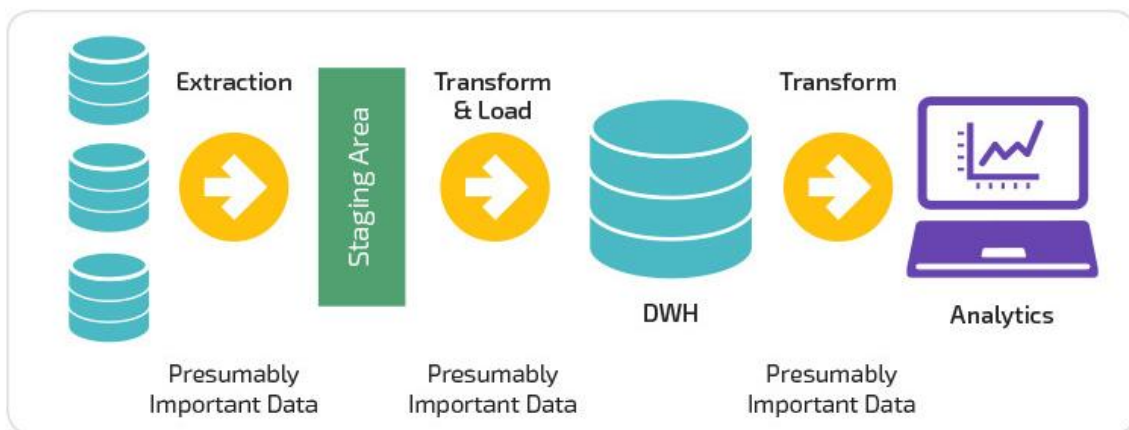 Extraction
Staging Area
Transform
& Load
Transform
DWH
Analytics
Presumably
Important Data
Presumably
Important Data
Presumably
Important Data